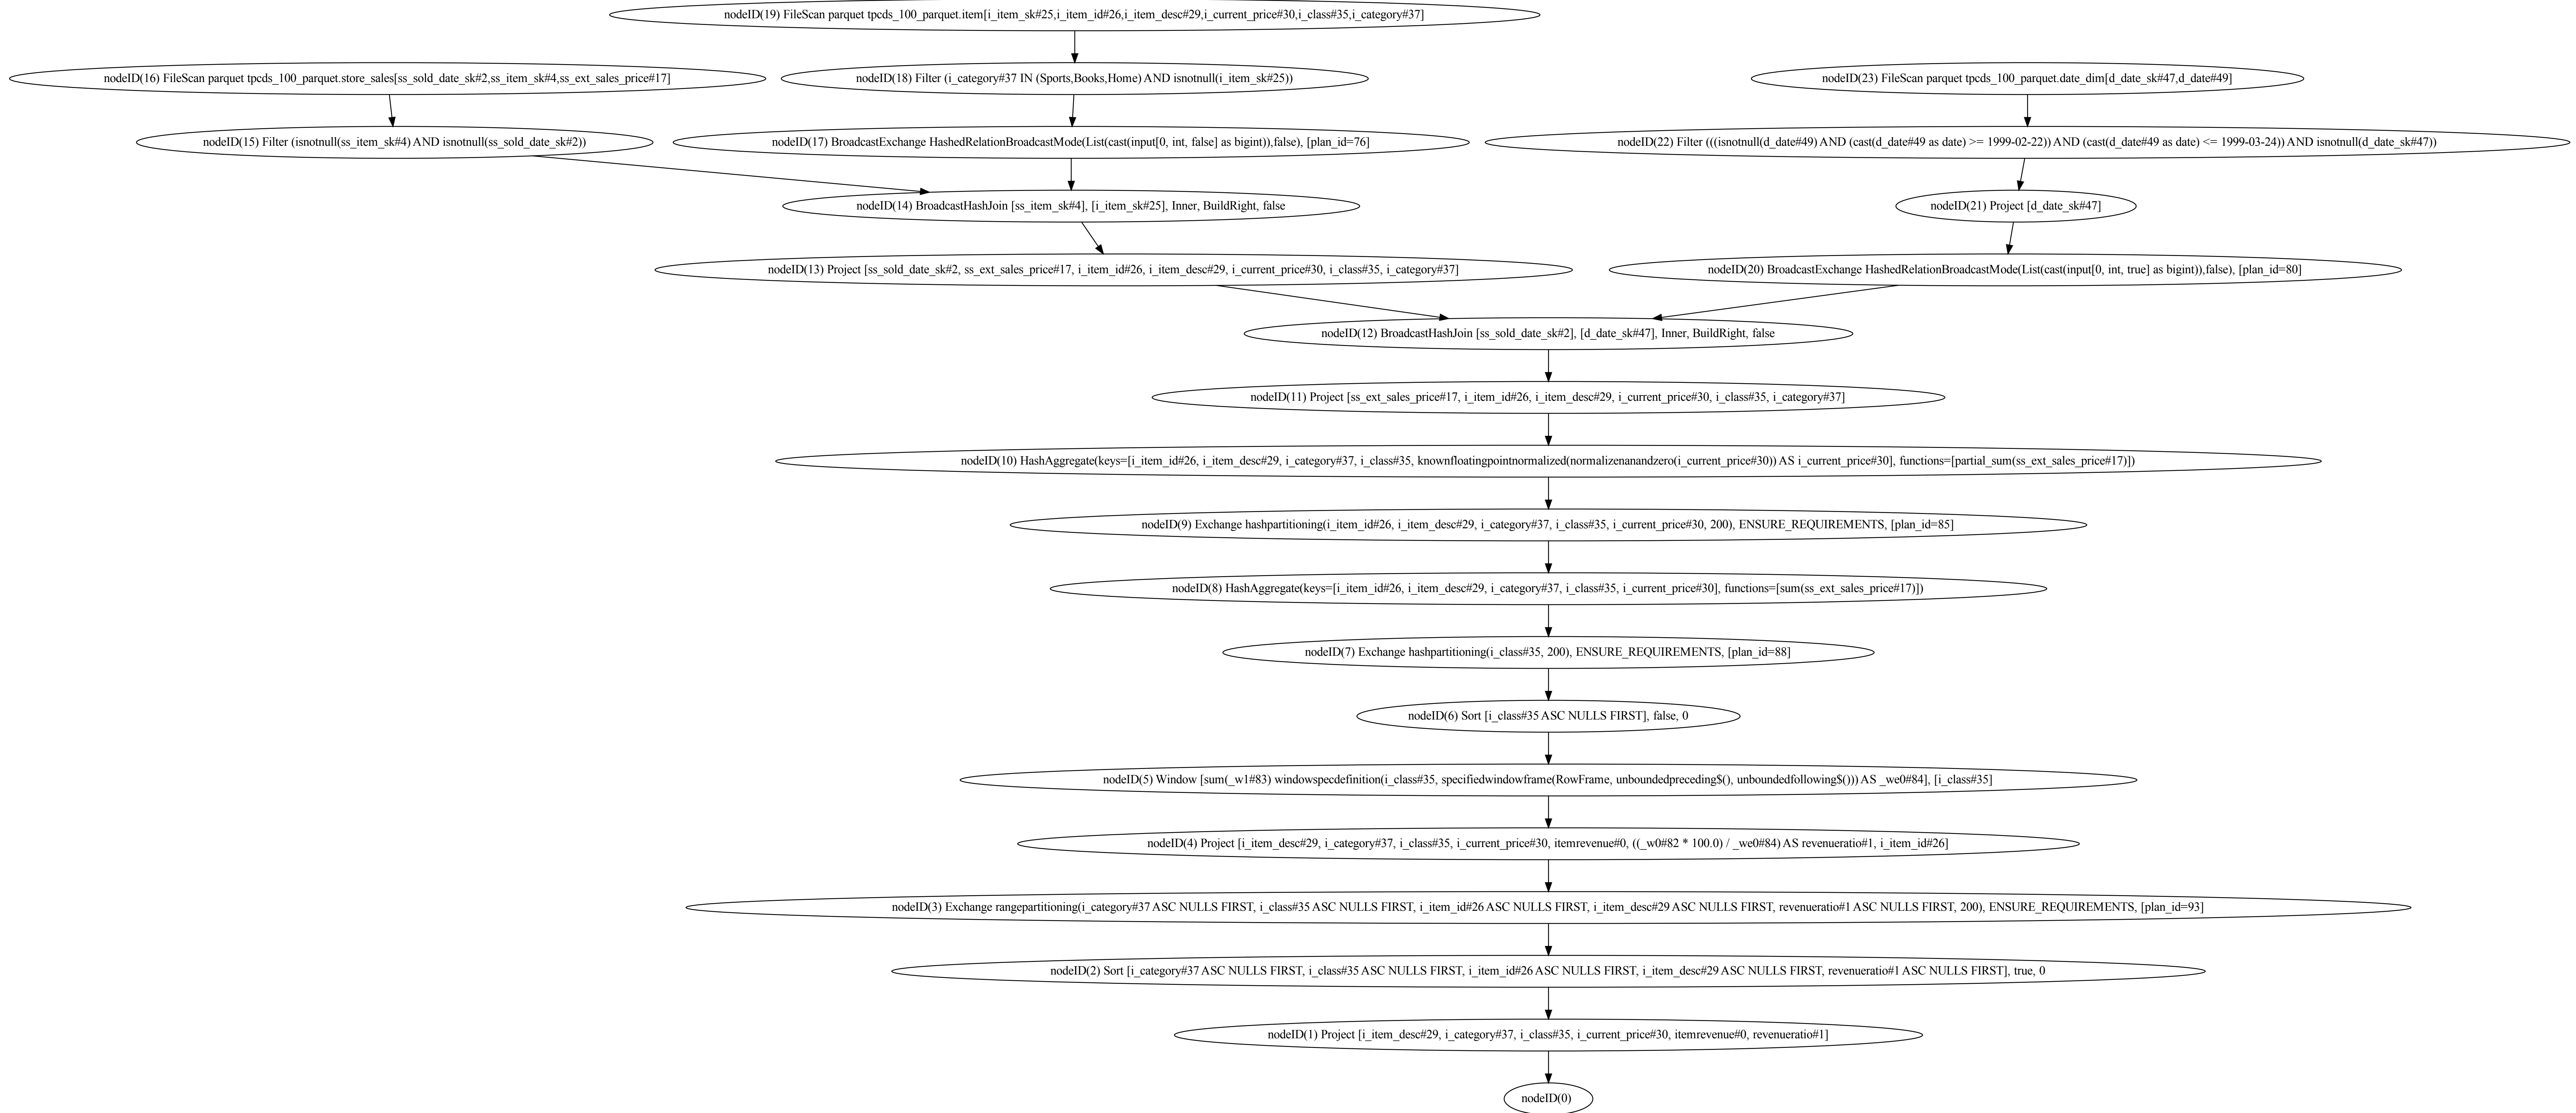 nodeID(19) FileScan parquet tpcds_100_parquet.item[i_item_sk#25,i_item_id#26,i_item_desc#29,i_current_price#30,i_class#35,i_category#37]
nodeID(16) FileScan parquet tpcds_100_parquet.store_sales[ss_sold_date_sk#2,ss_item_sk#4,ss_ext_sales_price#17]
nodeID(18) Filter (i_category#37 IN (Sports,Books,Home) AND isnotnull(i_item_sk#25))
nodeID(23) FileScan parquet tpcds_100_parquet.date_dim[d_date_sk#47,d_date#49]
nodeID(15) Filter (isnotnull(ss_item_sk#4) AND isnotnull(ss_sold_date_sk#2))
nodeID(17) BroadcastExchange HashedRelationBroadcastMode(List(cast(input[0, int, false] as bigint)),false), [plan_id=76]
nodeID(22) Filter (((isnotnull(d_date#49) AND (cast(d_date#49 as date) >= 1999-02-22)) AND (cast(d_date#49 as date) <= 1999-03-24)) AND isnotnull(d_date_sk#47))
nodeID(14) BroadcastHashJoin [ss_item_sk#4], [i_item_sk#25], Inner, BuildRight, false
nodeID(21) Project [d_date_sk#47]
nodeID(13) Project [ss_sold_date_sk#2, ss_ext_sales_price#17, i_item_id#26, i_item_desc#29, i_current_price#30, i_class#35, i_category#37]
nodeID(20) BroadcastExchange HashedRelationBroadcastMode(List(cast(input[0, int, true] as bigint)),false), [plan_id=80]
nodeID(12) BroadcastHashJoin [ss_sold_date_sk#2], [d_date_sk#47], Inner, BuildRight, false
nodeID(11) Project [ss_ext_sales_price#17, i_item_id#26, i_item_desc#29, i_current_price#30, i_class#35, i_category#37]
nodeID(10) HashAggregate(keys=[i_item_id#26, i_item_desc#29, i_category#37, i_class#35, knownfloatingpointnormalized(normalizenanandzero(i_current_price#30)) AS i_current_price#30], functions=[partial_sum(ss_ext_sales_price#17)])
nodeID(9) Exchange hashpartitioning(i_item_id#26, i_item_desc#29, i_category#37, i_class#35, i_current_price#30, 200), ENSURE_REQUIREMENTS, [plan_id=85]
nodeID(8) HashAggregate(keys=[i_item_id#26, i_item_desc#29, i_category#37, i_class#35, i_current_price#30], functions=[sum(ss_ext_sales_price#17)])
nodeID(7) Exchange hashpartitioning(i_class#35, 200), ENSURE_REQUIREMENTS, [plan_id=88]
nodeID(6) Sort [i_class#35 ASC NULLS FIRST], false, 0
nodeID(5) Window [sum(_w1#83) windowspecdefinition(i_class#35, specifiedwindowframe(RowFrame, unboundedpreceding$(), unboundedfollowing$())) AS _we0#84], [i_class#35]
nodeID(4) Project [i_item_desc#29, i_category#37, i_class#35, i_current_price#30, itemrevenue#0, ((_w0#82 * 100.0) / _we0#84) AS revenueratio#1, i_item_id#26]
nodeID(3) Exchange rangepartitioning(i_category#37 ASC NULLS FIRST, i_class#35 ASC NULLS FIRST, i_item_id#26 ASC NULLS FIRST, i_item_desc#29 ASC NULLS FIRST, revenueratio#1 ASC NULLS FIRST, 200), ENSURE_REQUIREMENTS, [plan_id=93]
nodeID(2) Sort [i_category#37 ASC NULLS FIRST, i_class#35 ASC NULLS FIRST, i_item_id#26 ASC NULLS FIRST, i_item_desc#29 ASC NULLS FIRST, revenueratio#1 ASC NULLS FIRST], true, 0
nodeID(1) Project [i_item_desc#29, i_category#37, i_class#35, i_current_price#30, itemrevenue#0, revenueratio#1]
nodeID(0)